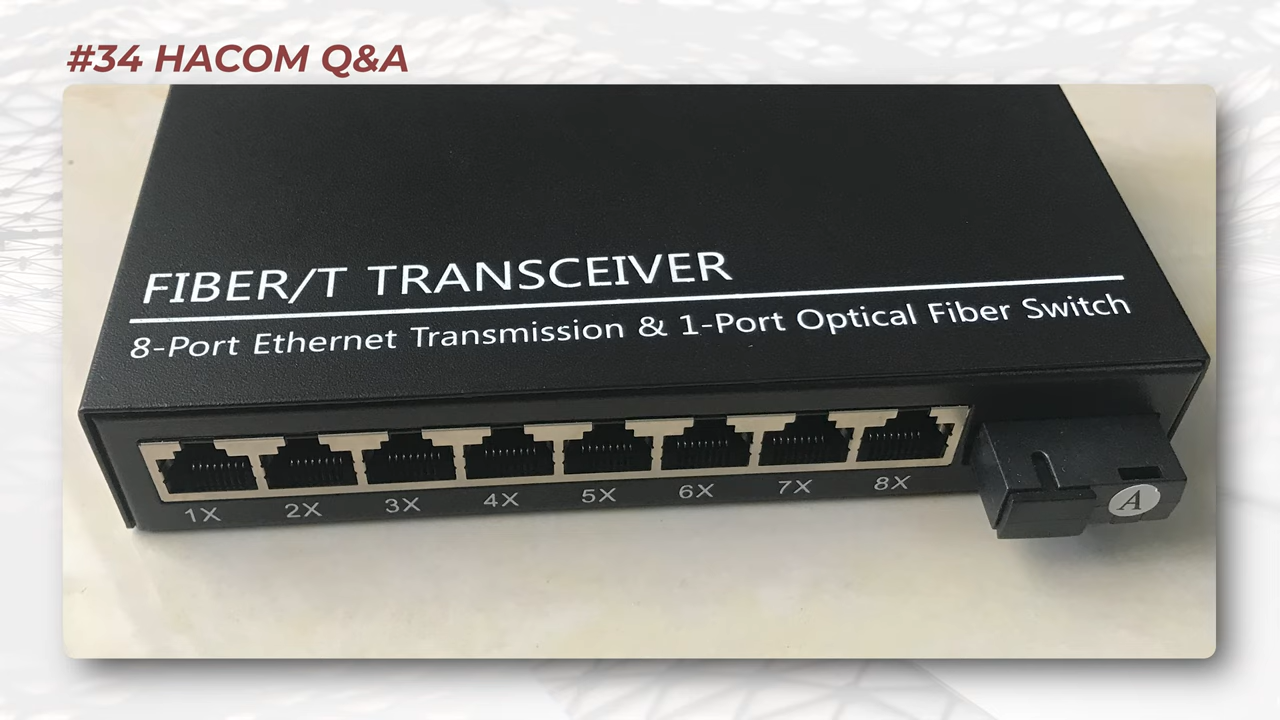 #34 HACOM Q&A
FIBER/T TRANSCEIVER
8-Port Ethernet Transmission & 1-Port Optical Fiber Switch
1X 2X 3X 4X 5X 6X 7X 8X
A